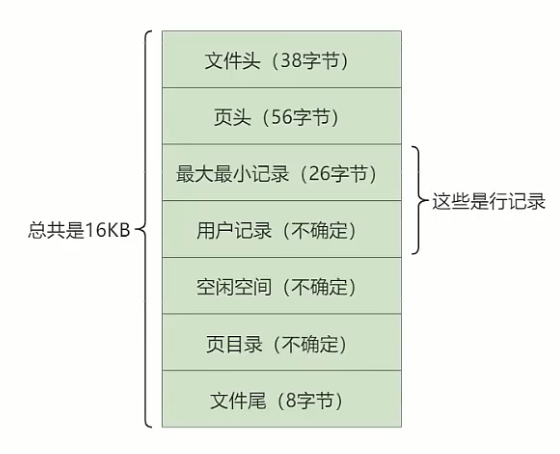 文件头（38字节）
页头（56字节）
最大最小记录（26字节）
这些是行记录
用户记录（不确定）
总共是16KB
空闲空间（不确定）
页目录（不确定）
文件尾（8字节）